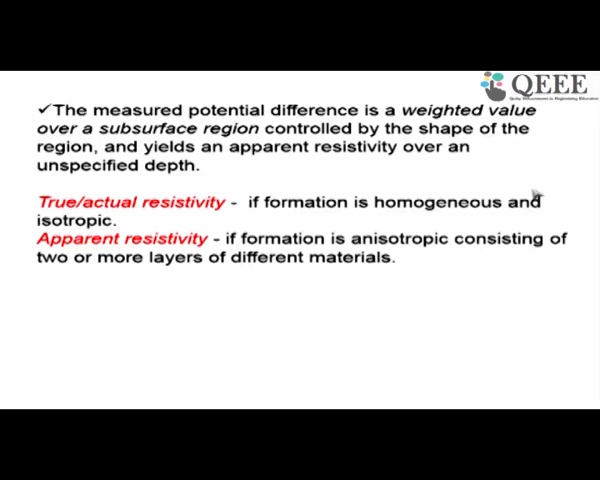 QEEE
✓The measured potential difference is a weighted value
over a subsurface region controlled by the shape of the
region, and yields an apparent resistivity over an
unspecified depth.
True/actual resistivity - if formation is homogeneous and
isotropic.
Apparent resistivity - if formation is anisotropic consisting of
two or more layers of different materials.